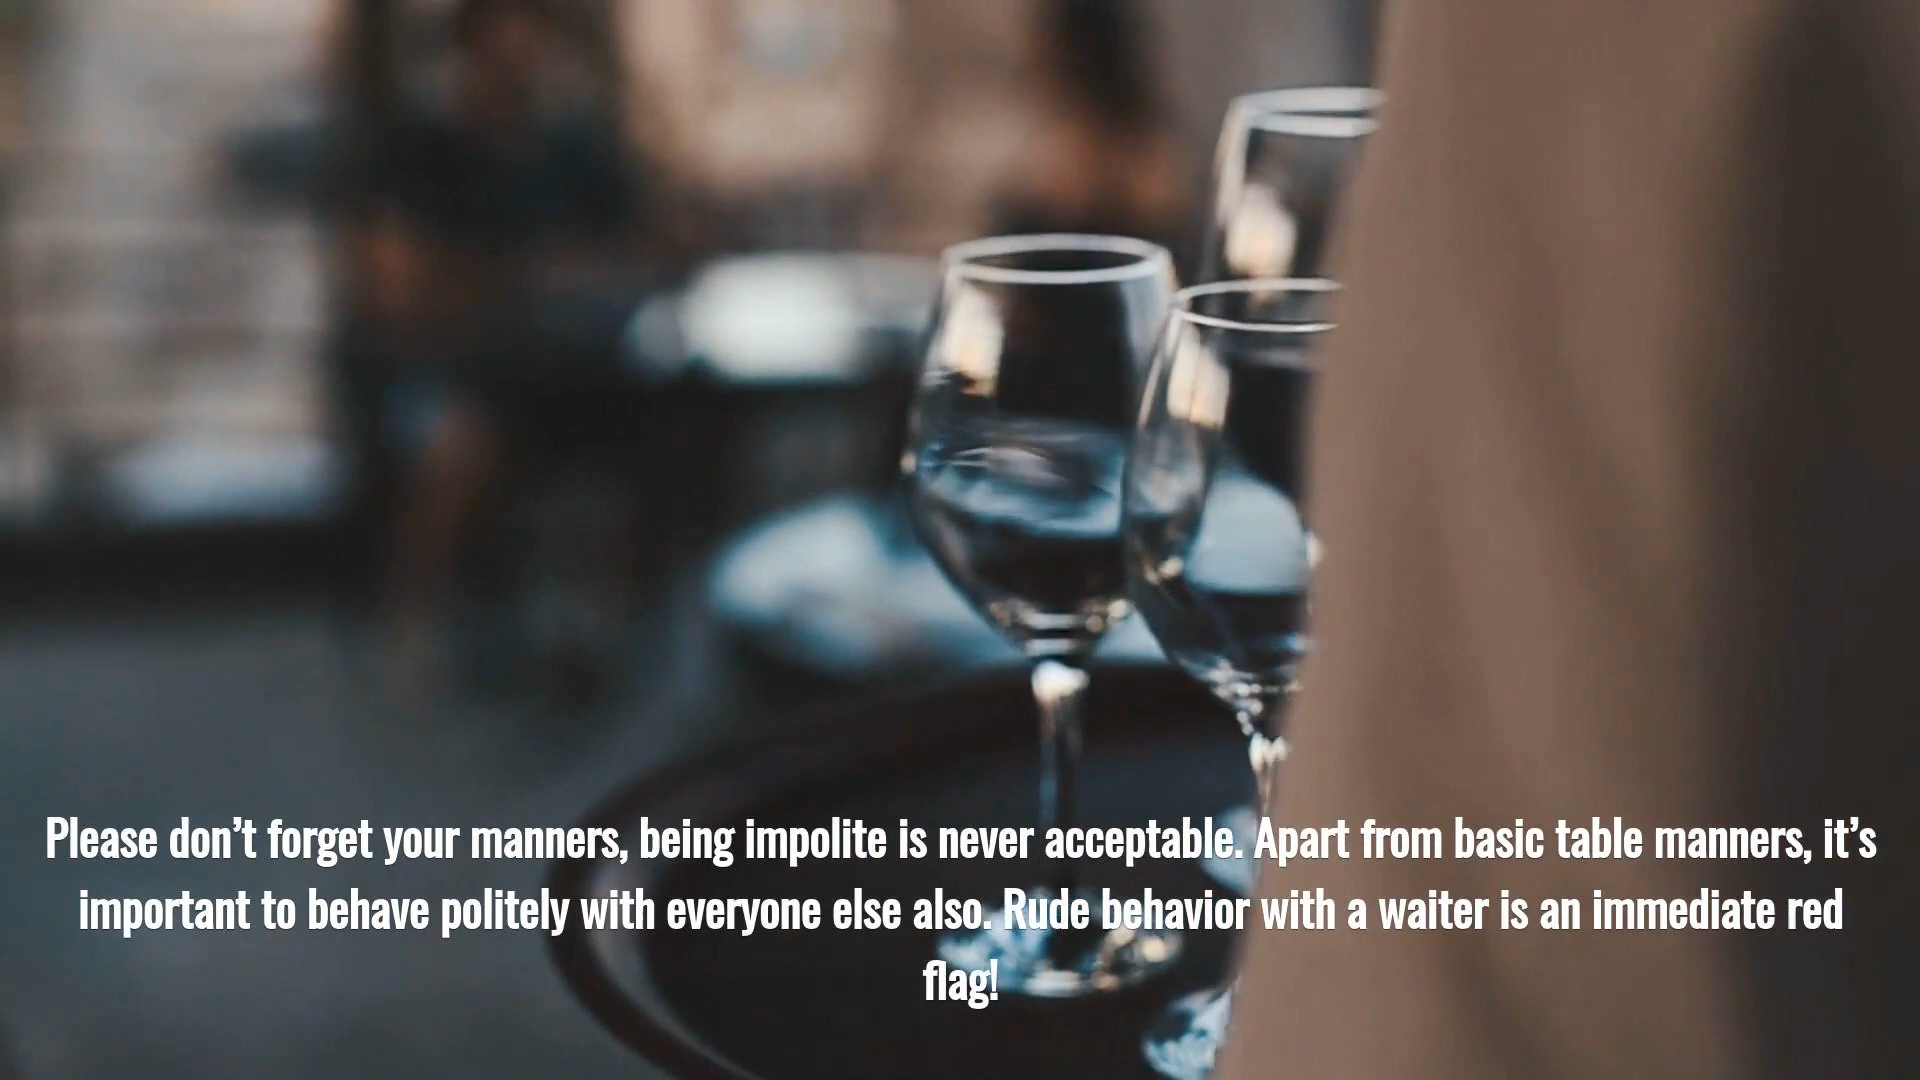 Please don’t forget your manners, being impolite is never acceptable. Apart from basic table manners, it’s
important to behave politely with everyone else also. Rude behavior with a waiter is an immediate red
flag!